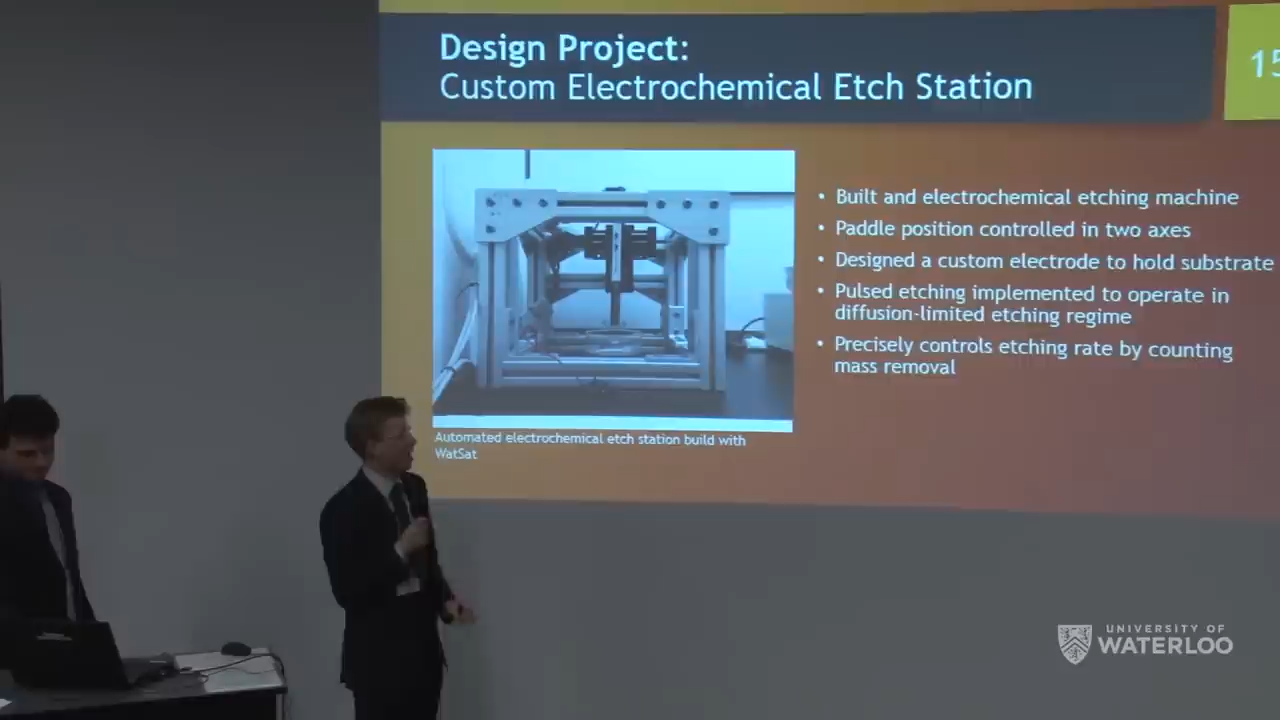 Design Project:
Custom Electrochemical Etch Station
15
• Built and electrochemical etching machine
• Paddle position controlled in two axes
• Designed a custom electrode to hold substrate
• Pulsed etching implemented to operate in
diffusion-limited etching regime
• Precisely controls etching rate by counting
mass removal
Automated electrochemical etch station build with
WatSat
UNIVERSITY OF
WATERLOO